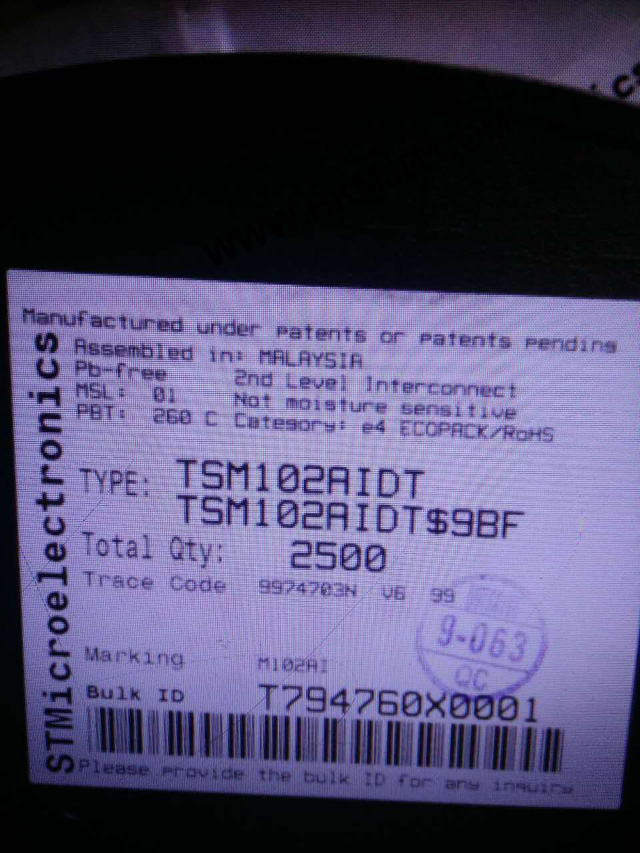 Manufactured under patents or patents pending
STMicroelectronics
Assembled in: MALAYSIA
Pb-free 2nd Level Interconnect
MSL: 01 Not moisture sensitive
PBT: 260 C Category: e4 ECOPACK/RoHS
TYPE: TSM102AIDT
TSM102AIDT$9BF
Total Qty: 2500
Trace Code 9974703N V6 99
9-063
QC
Marking M102AI
Bulk ID T794760X0001
Please provide the bulk ID for any inquiry